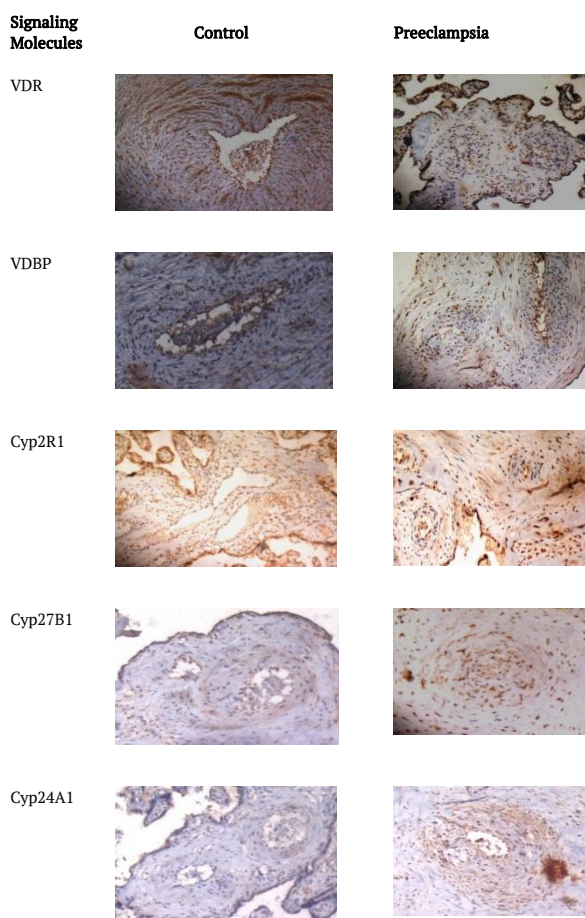 Signaling
Molecules
Control
Preeclampsia
VDR
VDBP
Cyp2R1
Cyp27B1
Cyp24A1